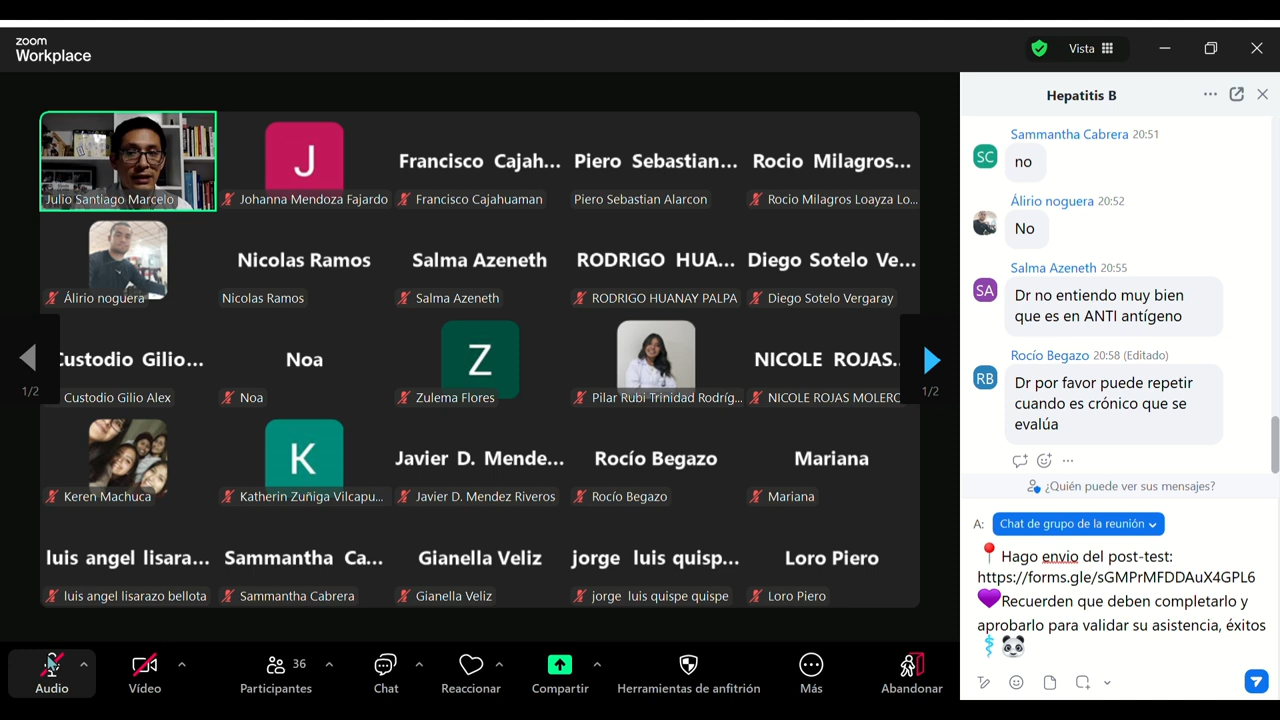 zoom
Workplace
Vista
Julio Santiago Marcelo
J
Johanna Mendoza Fajardo
Francisco Cajah...
Francisco Cajahuaman
Piero Sebastian...
Piero Sebastian Alarcon
Rocio Milagros...
Rocio Milagros Loayza Lo...
Álirio noguera
Nicolas Ramos
Nicolas Ramos
Salma Azeneth
Salma Azeneth
RODRIGO HUA...
RODRIGO HUANAY PALPA
Diego Sotelo Ve...
Diego Sotelo Vergaray
1/2
Custodio Gilio...
Custodio Gilio Alex
Noa
Noa
Z
Zulema Flores
Pilar Rubi Trinidad Rodríg...
NICOLE ROJAS...
NICOLE ROJAS MOLERO
1/2
Keren Machuca
K
Katherin Zuñiga Vilcapu...
Javier D. Mende...
Javier D. Mendez Riveros
Rocío Begazo
Rocío Begazo
Mariana
Mariana
luis angel lisara...
luis angel lisarazo bellota
Sammantha Ca...
Sammantha Cabrera
Gianella Veliz
Gianella Veliz
jorge luis quisp...
jorge luis quispe quispe
Loro Piero
Loro Piero
Audio
Vídeo
36
Participantes
Chat
Reaccionar
Compartir
Herramientas de anfitrión
Más
Abandonar
Hepatitis B
Sammantha Cabrera 20:51
SC
no
Álirio noguera 20:52
No
Salma Azeneth 20:55
SA
Dr no entiendo muy bien
que es en ANTI antígeno
Rocío Begazo 20:58 (Editado)
RB
Dr por favor puede repetir
cuando es crónico que se
evalúa
¿Quién puede ver sus mensajes?
A: Chat de grupo de la reunión
📍Hago envio del post-test:
https://forms.gle/sGMPrMFDDAuX4GPL6
💜Recuerden que deben completarlo y
aprobarlo para validar su asistencia, éxitos
⚕️🐼